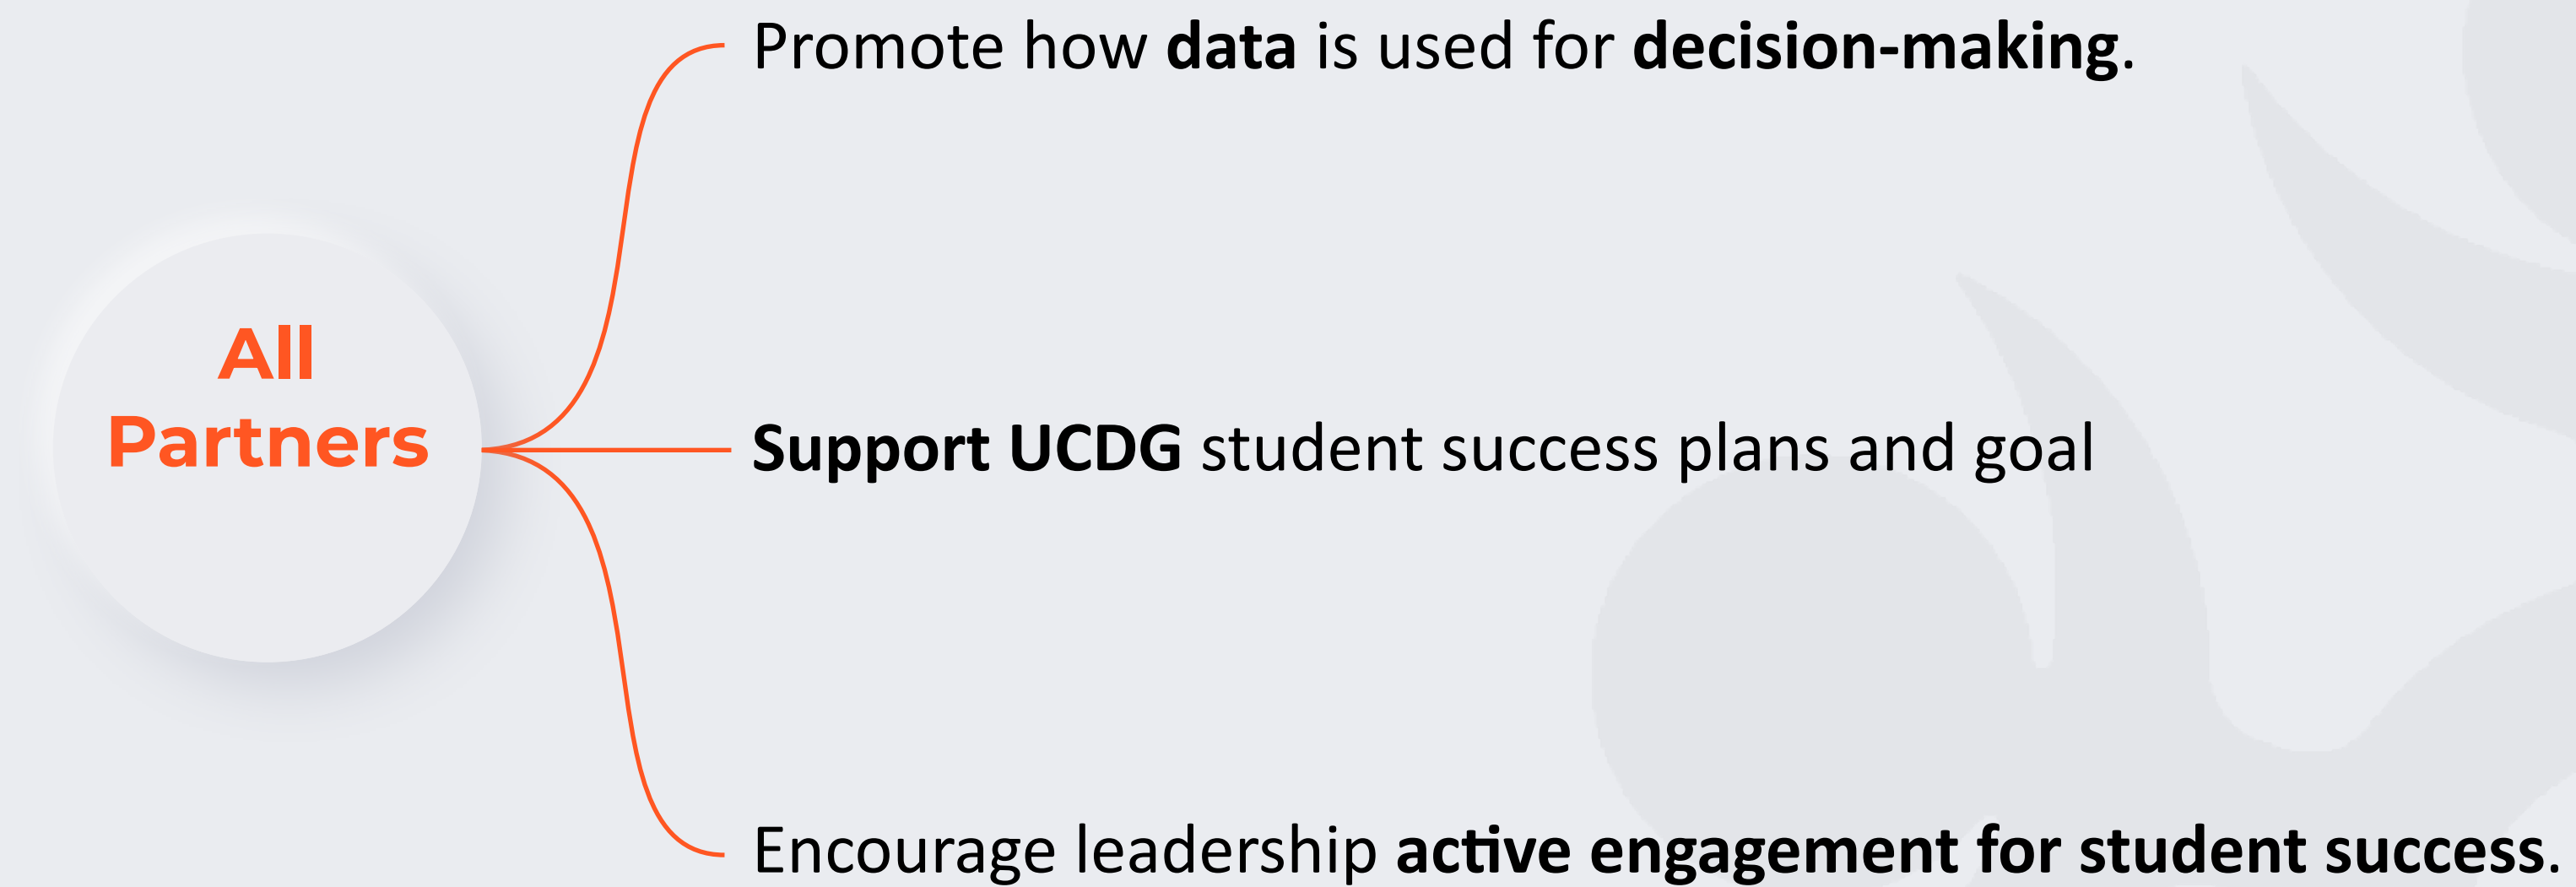 All
Partners
Promote how data is used for decision-making.
Support UCDG student success plans and goal
Encourage leadership active engagement for student success.